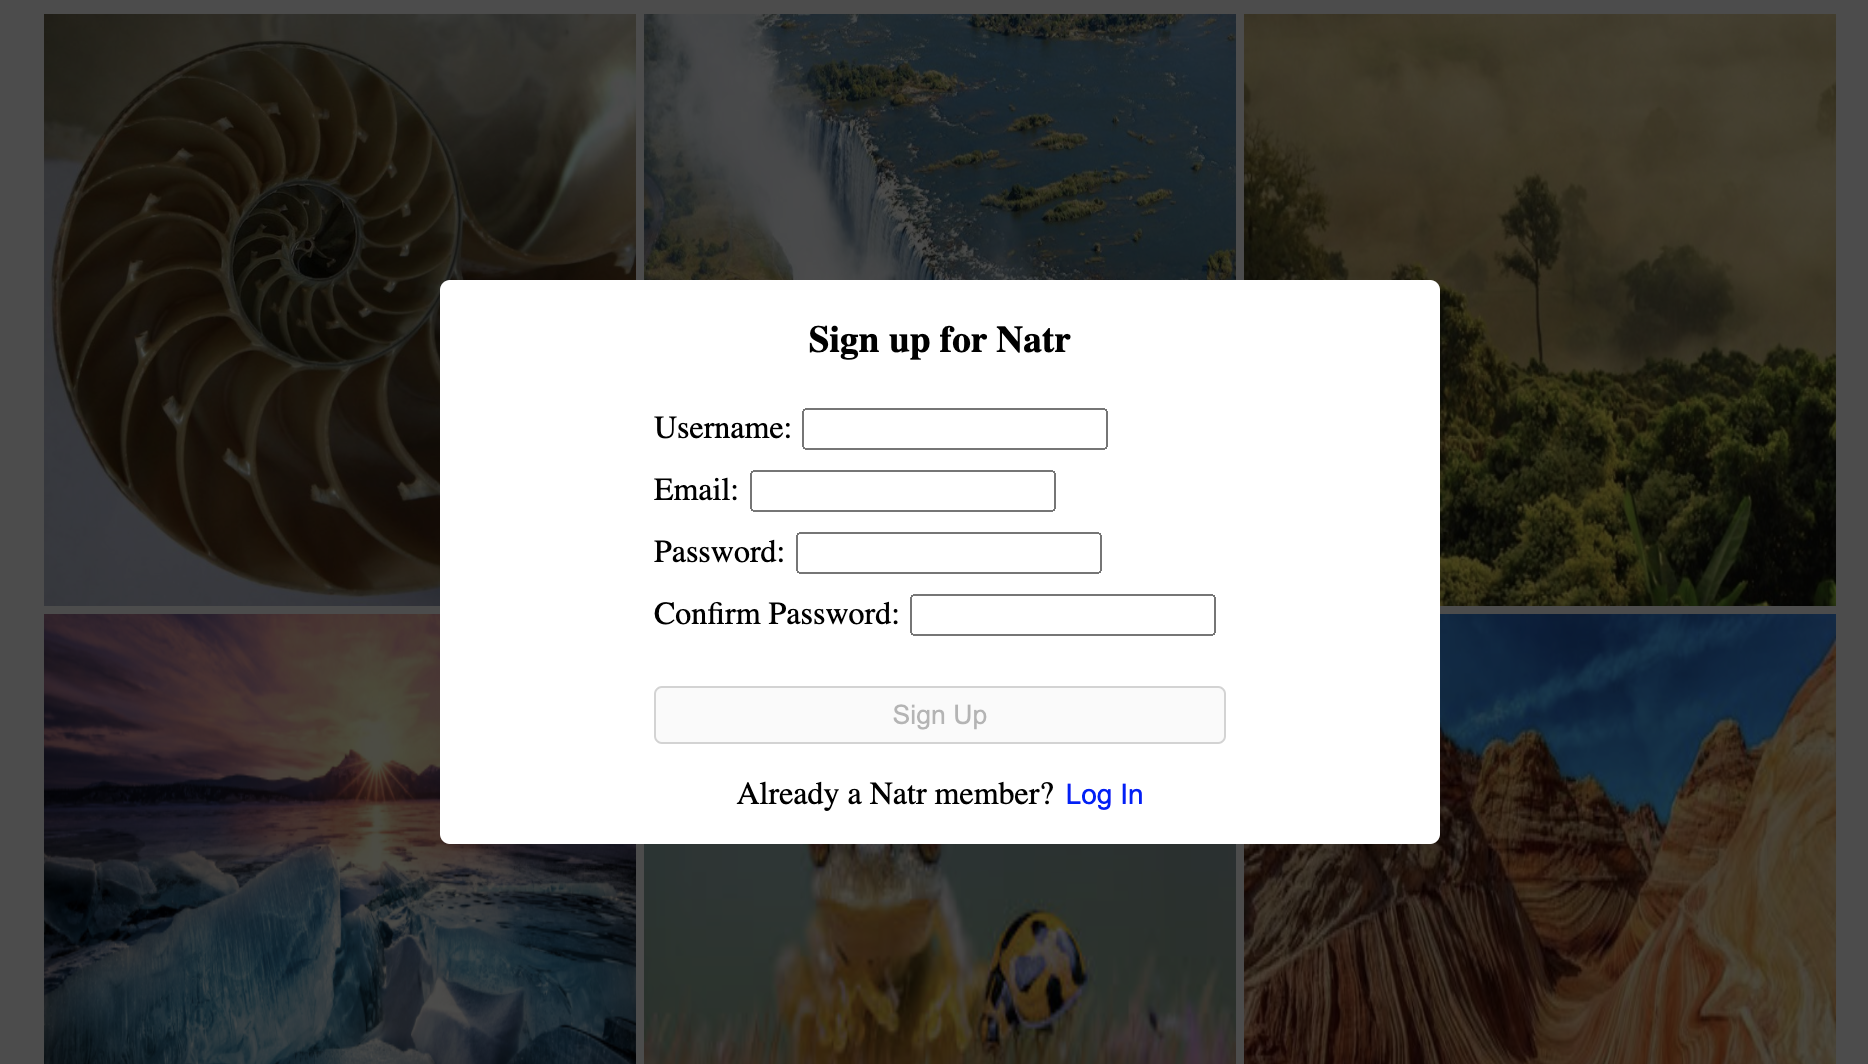 Sign up for Natr
Username:
Email:
Password:
Confirm Password:
Sign Up
Already a Natr member? Log In